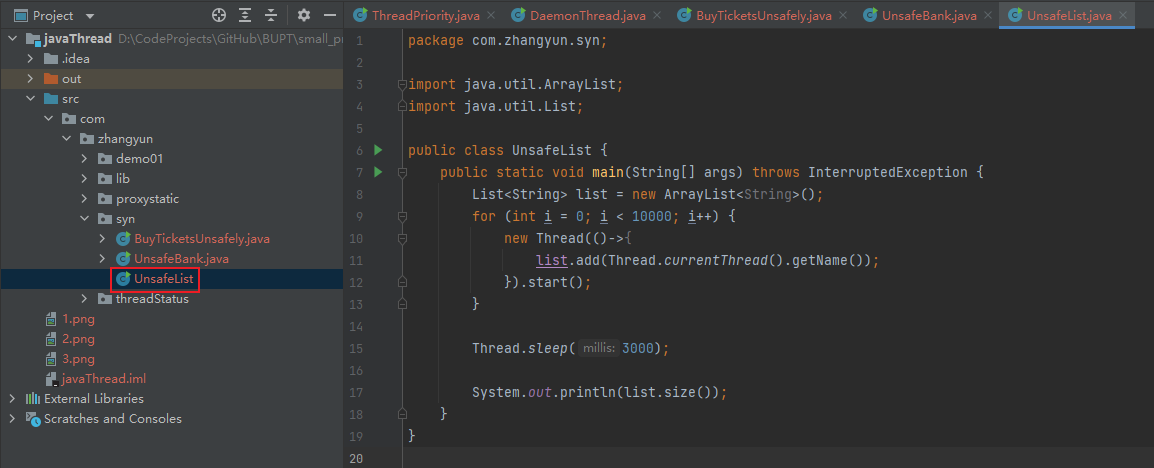 Project
javaThread D:\CodeProjects\GitHub\BUPT\small_pr
.idea
out
src
com
zhangyun
demo01
lib
proxystatic
syn
BuyTicketsUnsafely.java
UnsafeBank.java
UnsafeList
threadStatus
1.png
2.png
3.png
javaThread.iml
External Libraries
Scratches and Consoles
ThreadPriority.java DaemonThread.java BuyTicketsUnsafely.java UnsafeBank.java UnsafeList.java
1 package com.zhangyun.syn;
2
3 import java.util.ArrayList;
4 import java.util.List;
5
6 public class UnsafeList {
7 public static void main(String[] args) throws InterruptedException {
8 List<String> list = new ArrayList<String>();
9 for (int i = 0; i < 10000; i++) {
10 new Thread(()->{
11 list.add(Thread.currentThread().getName());
12 }).start();
13 }
14
15 Thread.sleep( millis: 3000);
16
17 System.out.println(list.size());
18 }
19 }
20